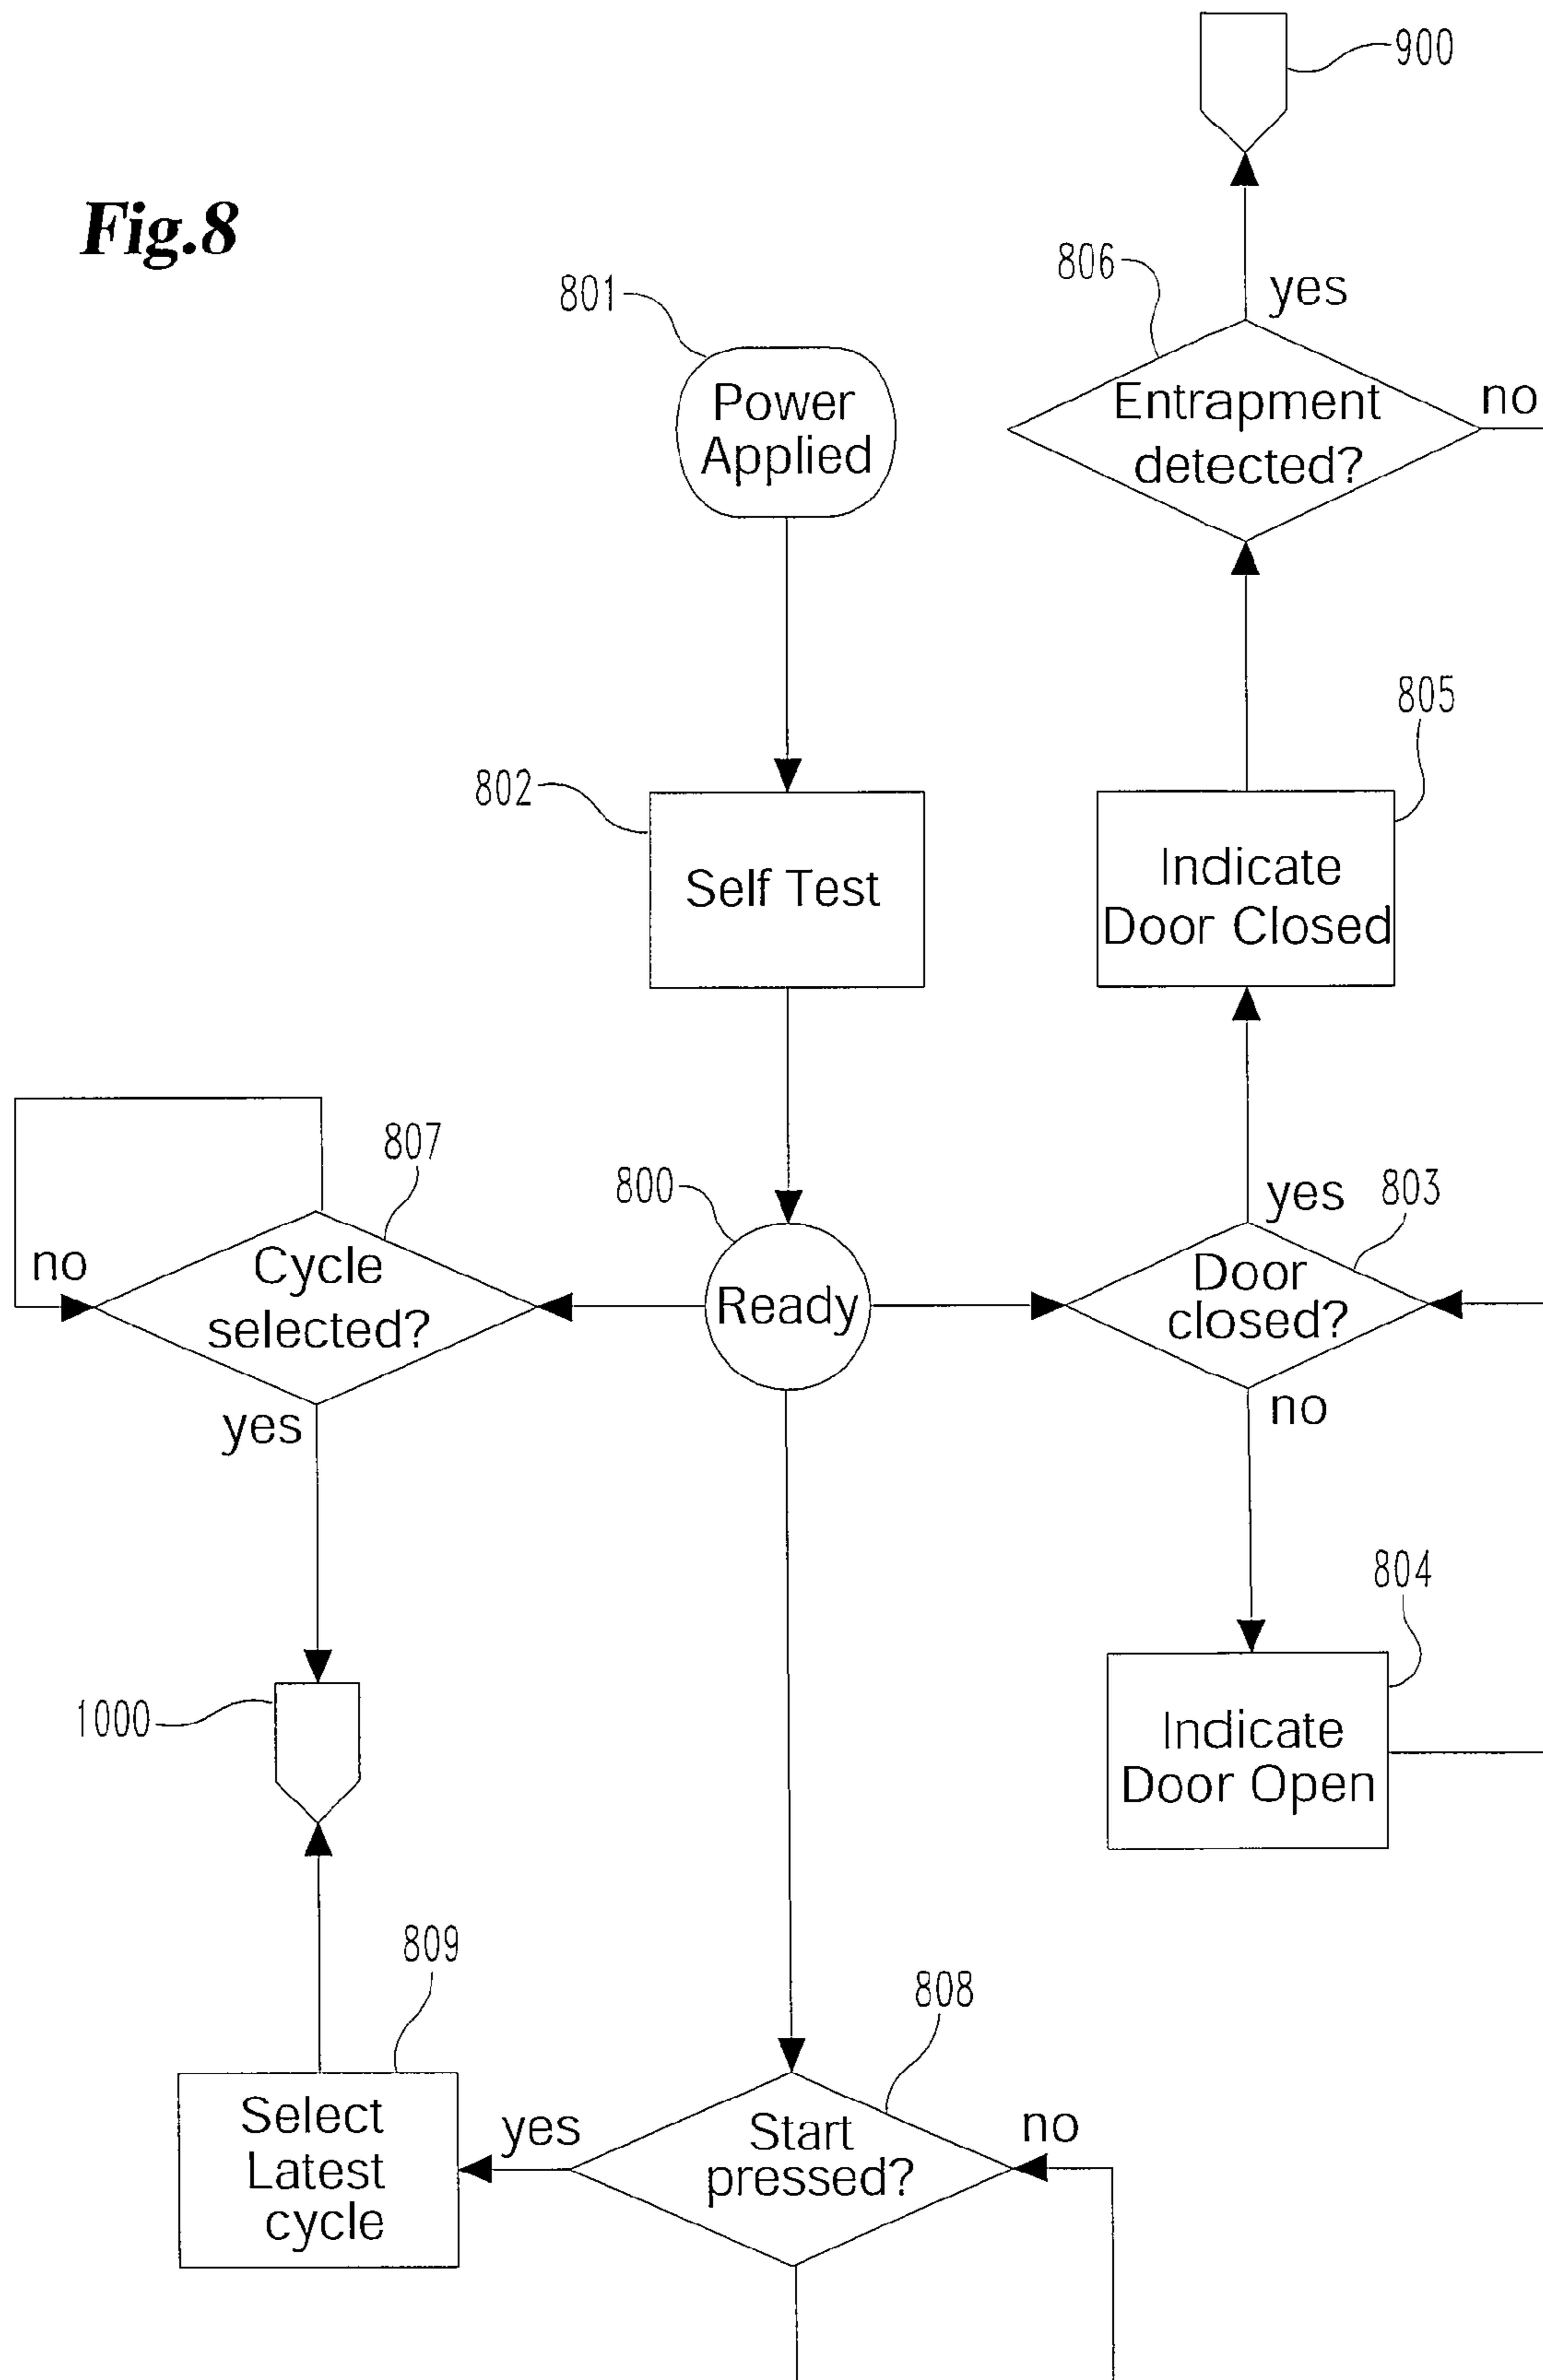 Fig.8
900
806
yes
801
Power
Applied
Entrapment
detected?
no
805
802
Self Test
Indicate
Door Closed
807
800
yes
803
no
Cycle
selected?
Ready
Door
closed?
yes
no
804
1000
Indicate
Door Open
809
808
Select
Latest
cycle
yes
Start
pressed?
no